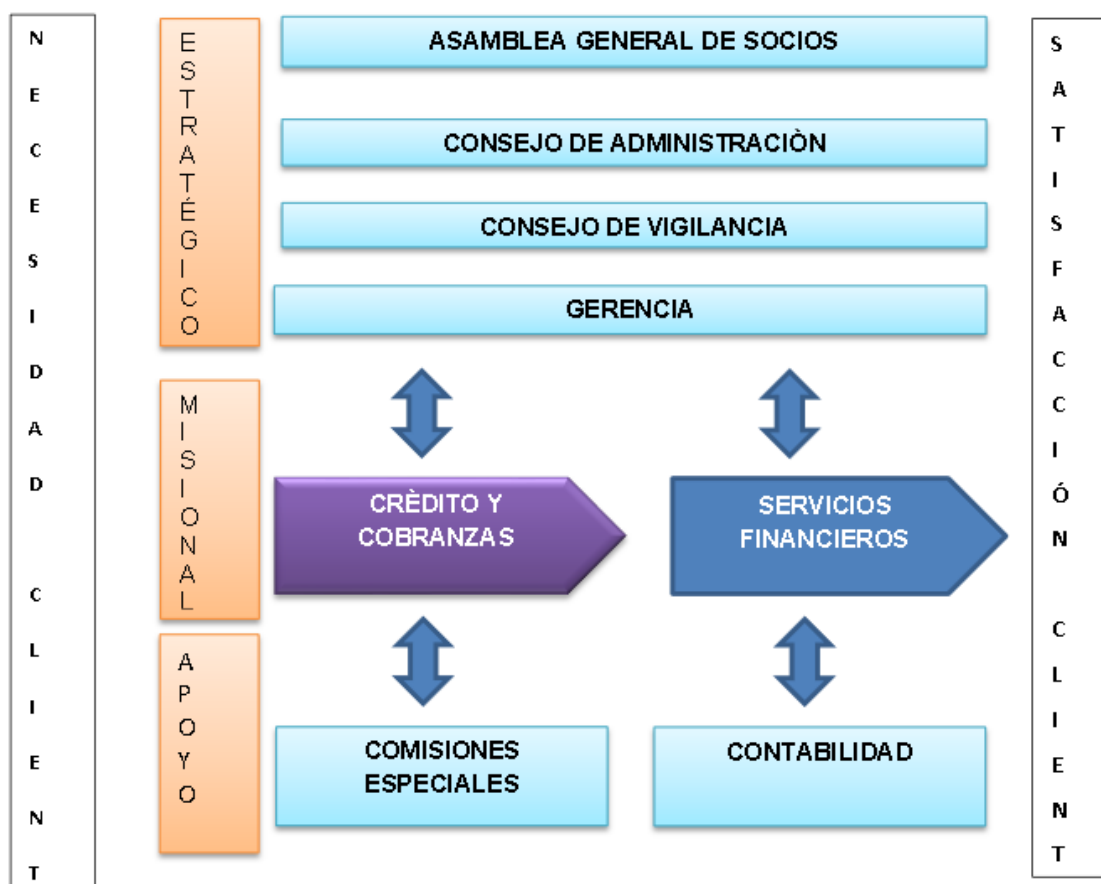 NECESIDAD CLIENT
ESTRATÉGICO
ASAMBLEA GENERAL DE SOCIOS
CONSEJO DE ADMINISTRACIÒN
CONSEJO DE VIGILANCIA
GERENCIA
MISIONAL
CRÈDITO Y
COBRANZAS
SERVICIOS
FINANCIEROS
APOYO
COMISIONES
ESPECIALES
CONTABILIDAD
SATISFACCIÓN CLIENT